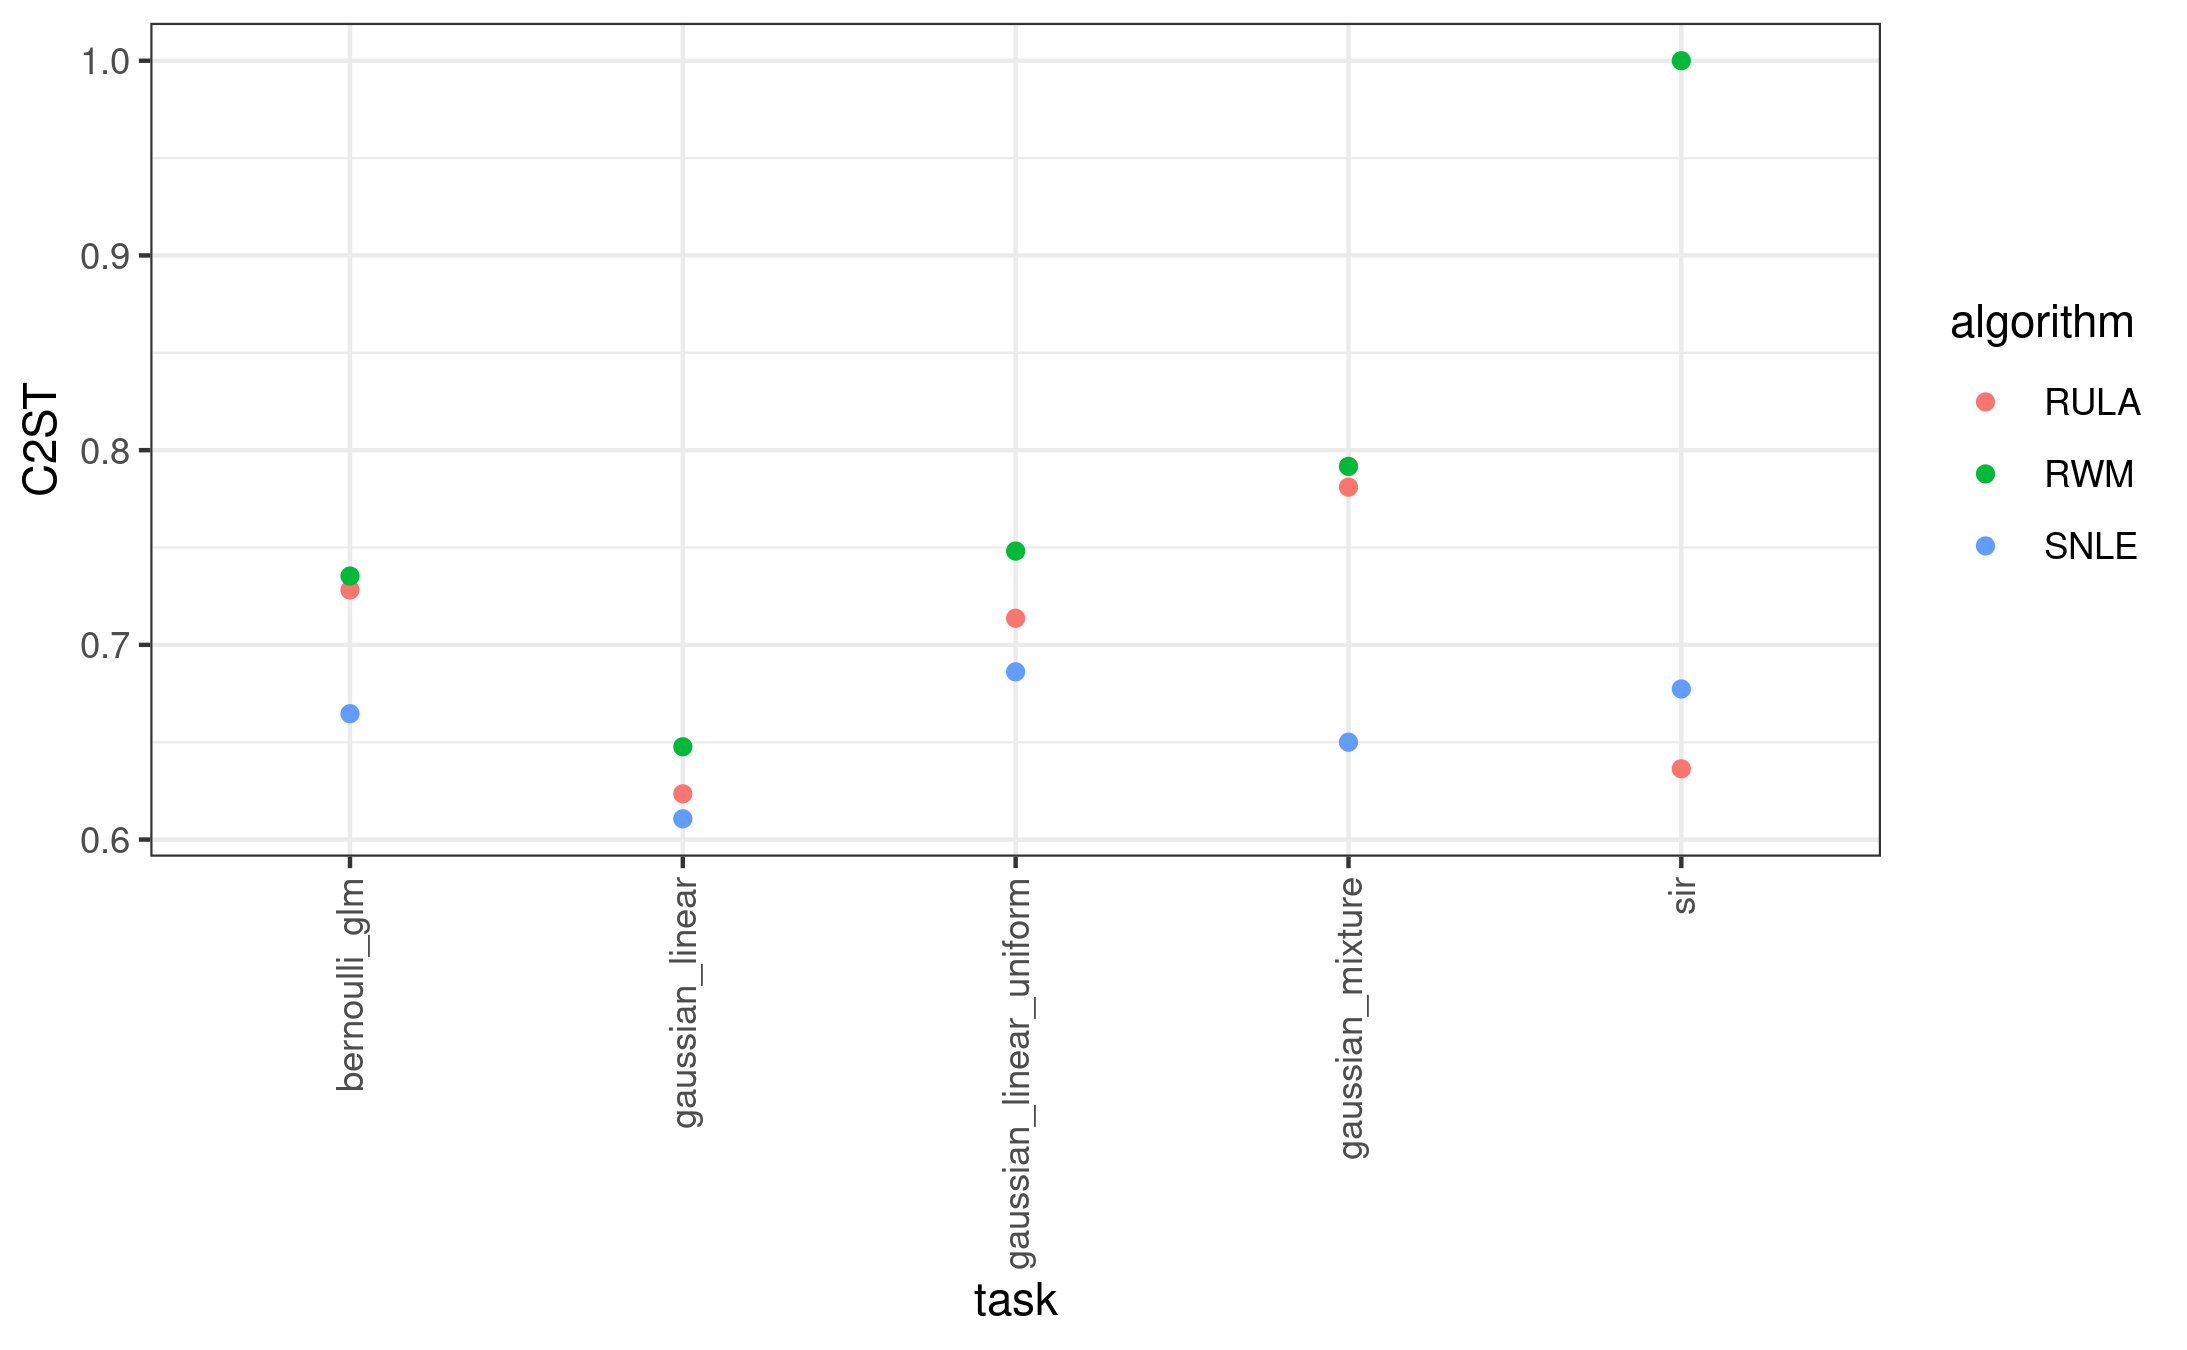 C2ST
1.0
0.9
0.8
0.7
0.6
bernoulli_glm
gaussian_linear
gaussian_linear_uniform
gaussian_mixture
sir
task
algorithm
RULA
RWM
SNLE